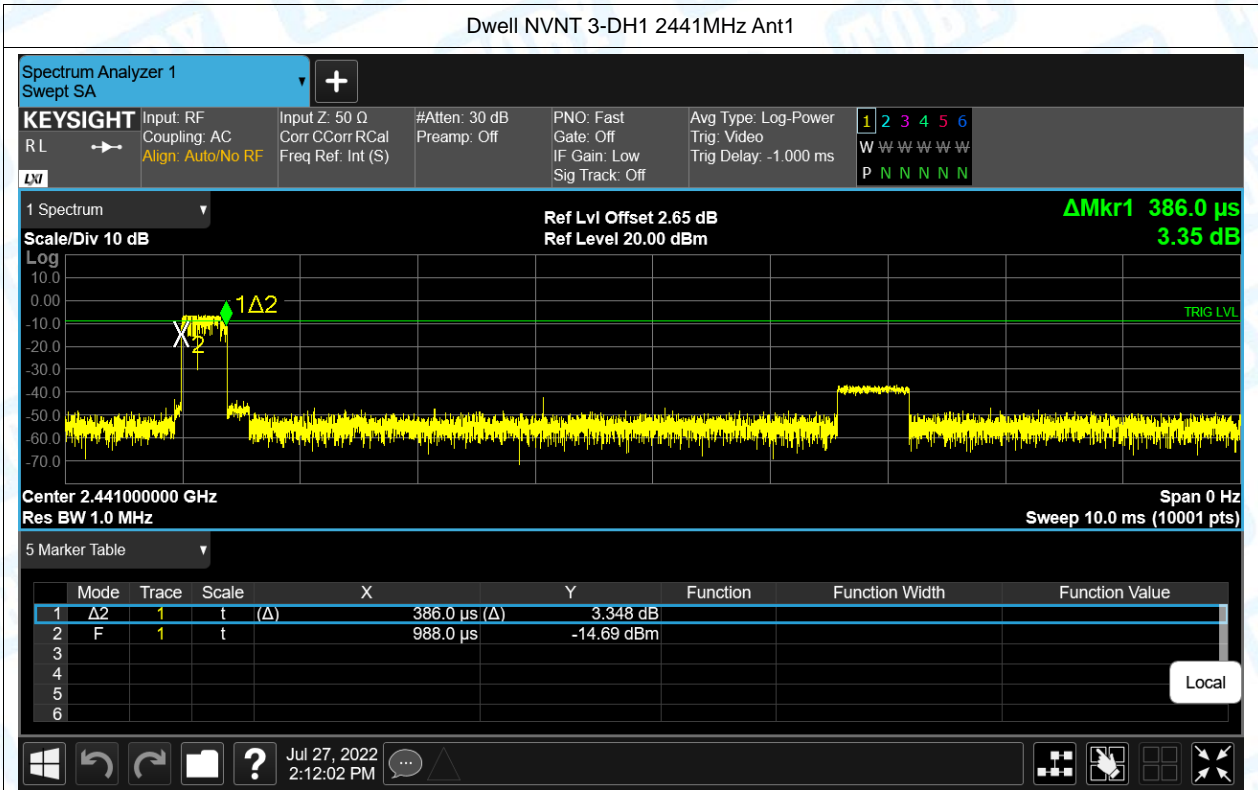 Dwell NVNT 3-DH1 2441MHz Ant1
Spectrum Analyzer 1
Swept SA
KEYSIGHT Input: RF Input Z: 50 Ω #Atten: 30 dB PNO: Fast Avg Type: Log-Power 1 2 3 4 5 6
R L Coupling: AC Corr CCorr RCal Preamp: Off Gate: Off Trig: Video W W W W W W
Align: Auto/No RF Freq Ref: Int (S) IF Gain: Low Trig Delay: -1.000 ms
LXI Sig Track: Off P N N N N N
1 Spectrum Ref Lvl Offset 2.65 dB ΔMkr1 386.0 µs
Scale/Div 10 dB Ref Level 20.00 dBm 3.35 dB
Log
10.0
0.00 1Δ2
-10.0 TRIG LVL
-20.0 2
-30.0
-40.0
-50.0
-60.0
-70.0
Center 2.441000000 GHz Span 0 Hz
Res BW 1.0 MHz Sweep 10.0 ms (10001 pts)
5 Marker Table
Mode Trace Scale X Y Function Function Width Function Value
1 Δ2 1 t (Δ) 386.0 µs (Δ) 3.348 dB
2 F 1 t 988.0 µs -14.69 dBm
3
4
5
6
Local
? Jul 27, 2022
2:12:02 PM